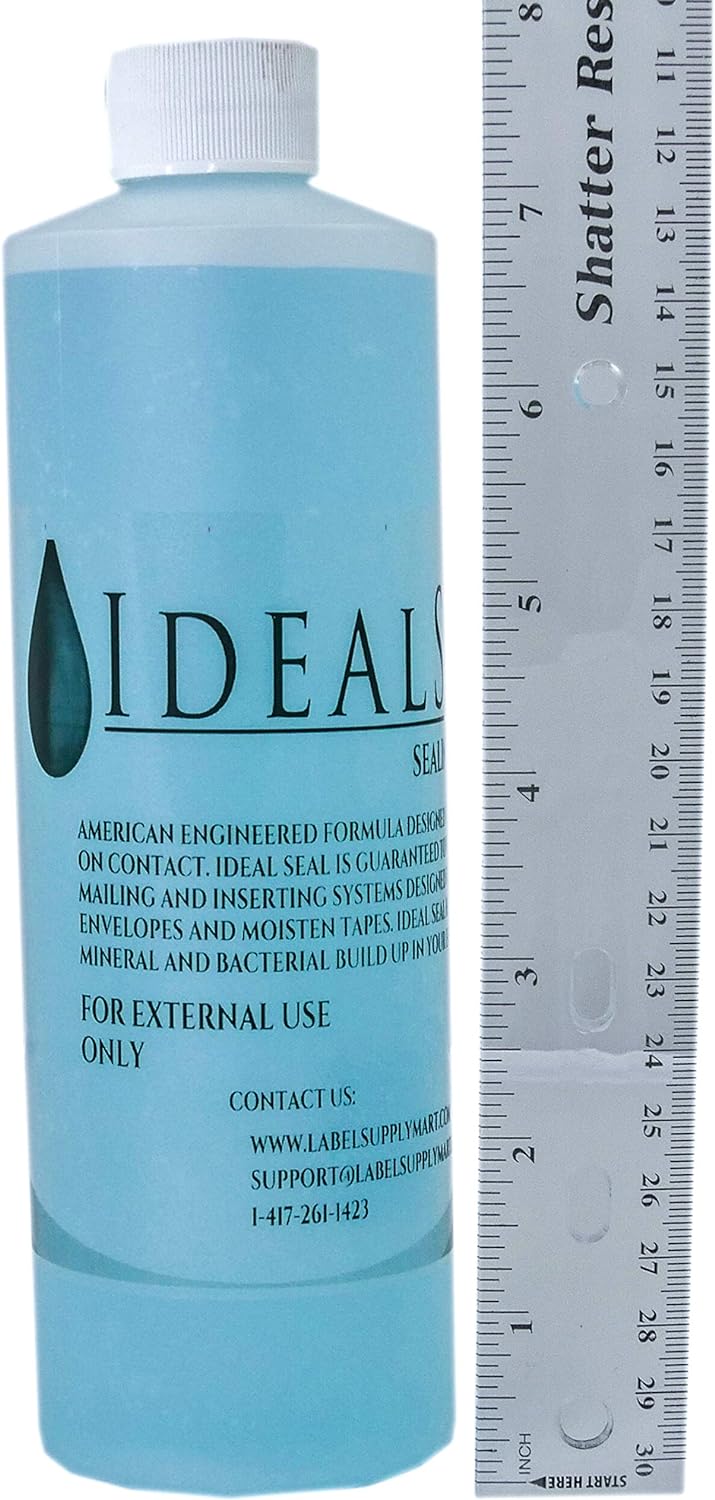 IDEALS
SEALI
AMERICAN ENGINEERED FORMULA DESIGNED
ON CONTACT. IDEAL SEAL IS GUARANTEED TO
MAILING AND INSERTING SYSTEMS DESIGNED
ENVELOPES AND MOISTEN TAPES. IDEAL SEAL
MINERAL AND BACTERIAL BUILD UP IN YOUR
FOR EXTERNAL USE
ONLY
CONTACT US:
WWW.LABELSUPPLYMART.COM
SUPPORT@LABELSUPPLYMART
1-417-261-1423
Shatter Res
8
7
6
5
4
3
2
1
INCH
START HERE
11
12
13
14
15
16
17
18
19
20
21
22
23
24
25
26
27
28
29
30